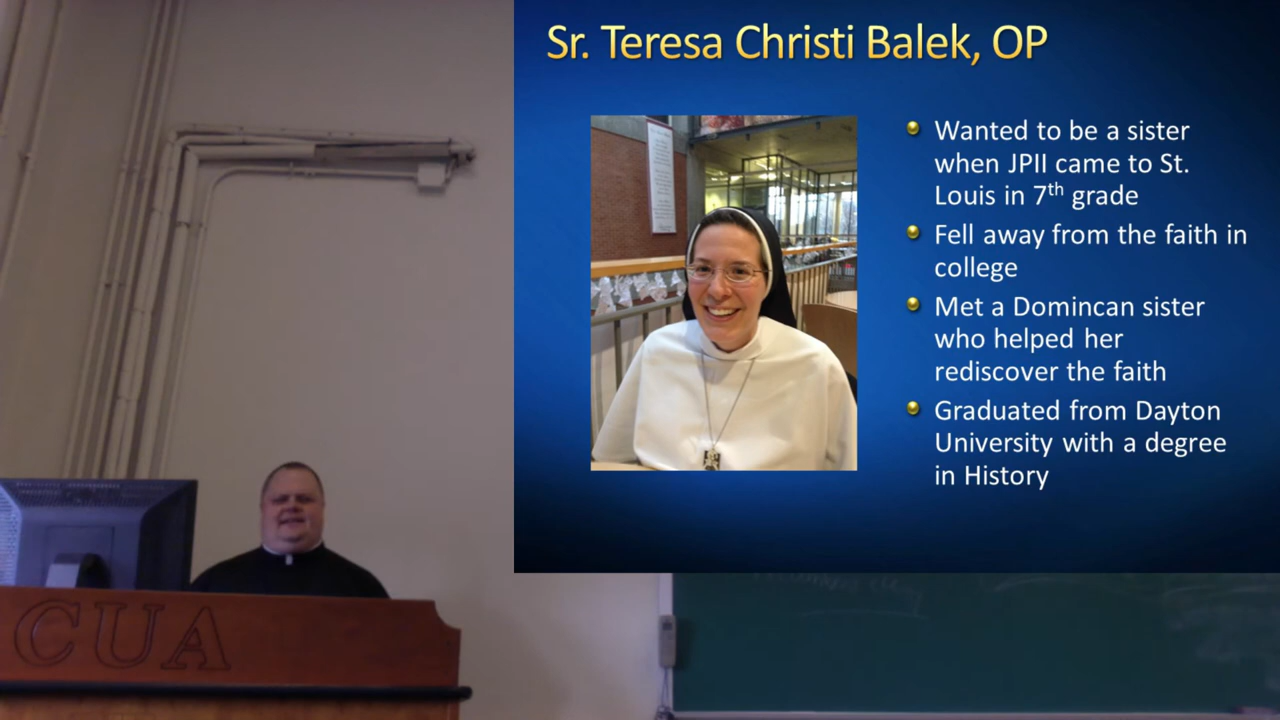 Sr. Teresa Christi Balek, OP
Wanted to be a sister
when JPII came to St.
Louis in 7th grade
Fell away from the faith in
college
Met a Domincan sister
who helped her
rediscover the faith
Graduated from Dayton
University with a degree
in History
CUA